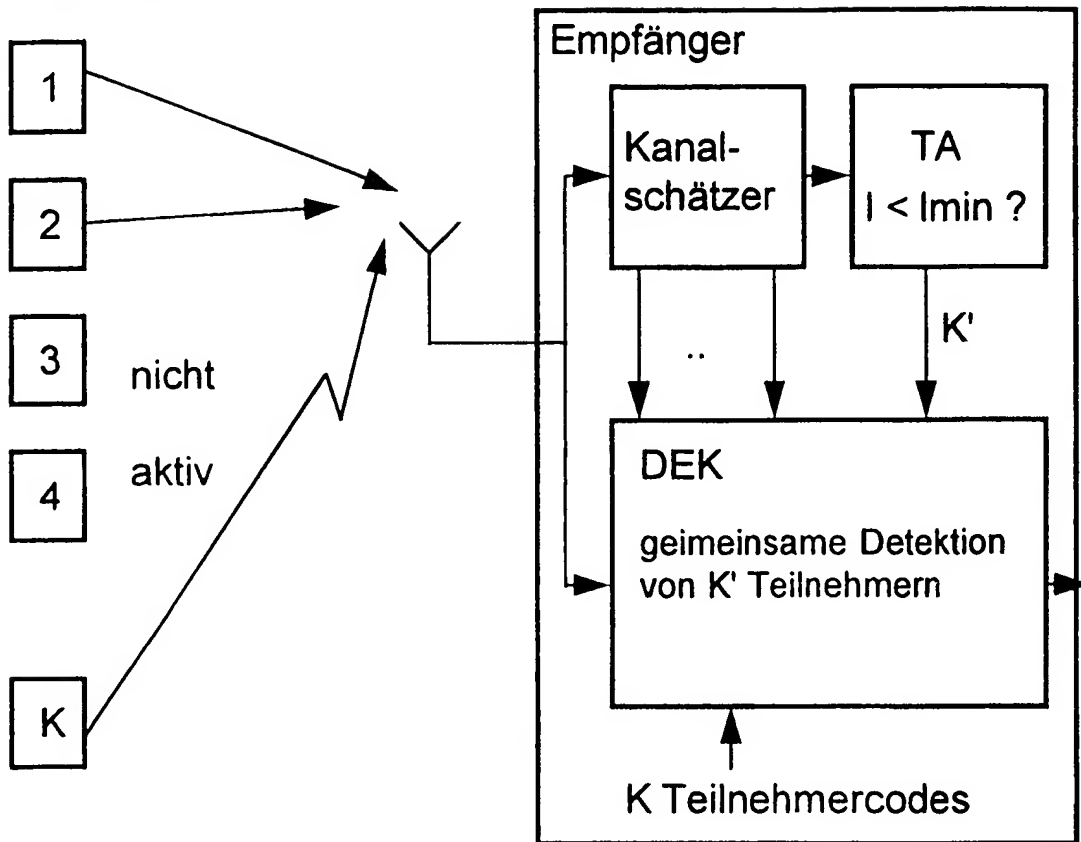 Empfänger
1
2
3
nicht
4
aktiv
K
Kanal-
schätzer
TA
I < Imin ?
K'
..
DEK
geimeinsame Detektion
von K' Teilnehmern
K Teilnehmercodes